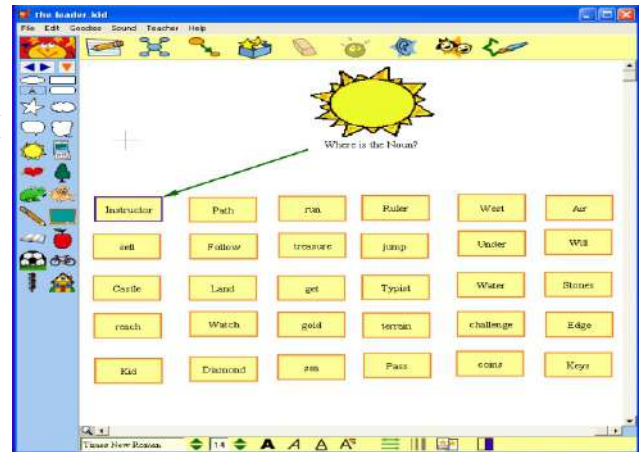 the leader.kid
File Edit Goodies Sound Teacher Help
Where is the Noun?
Instructor Path run Ruler West Air
sell Follow treasure jump Under Will
Castle Land get Typist Water Stones
reach Watch gold terrain challenge Edge
Kid Diamond Pass coins Keys
Times New Roman 14 A A A A